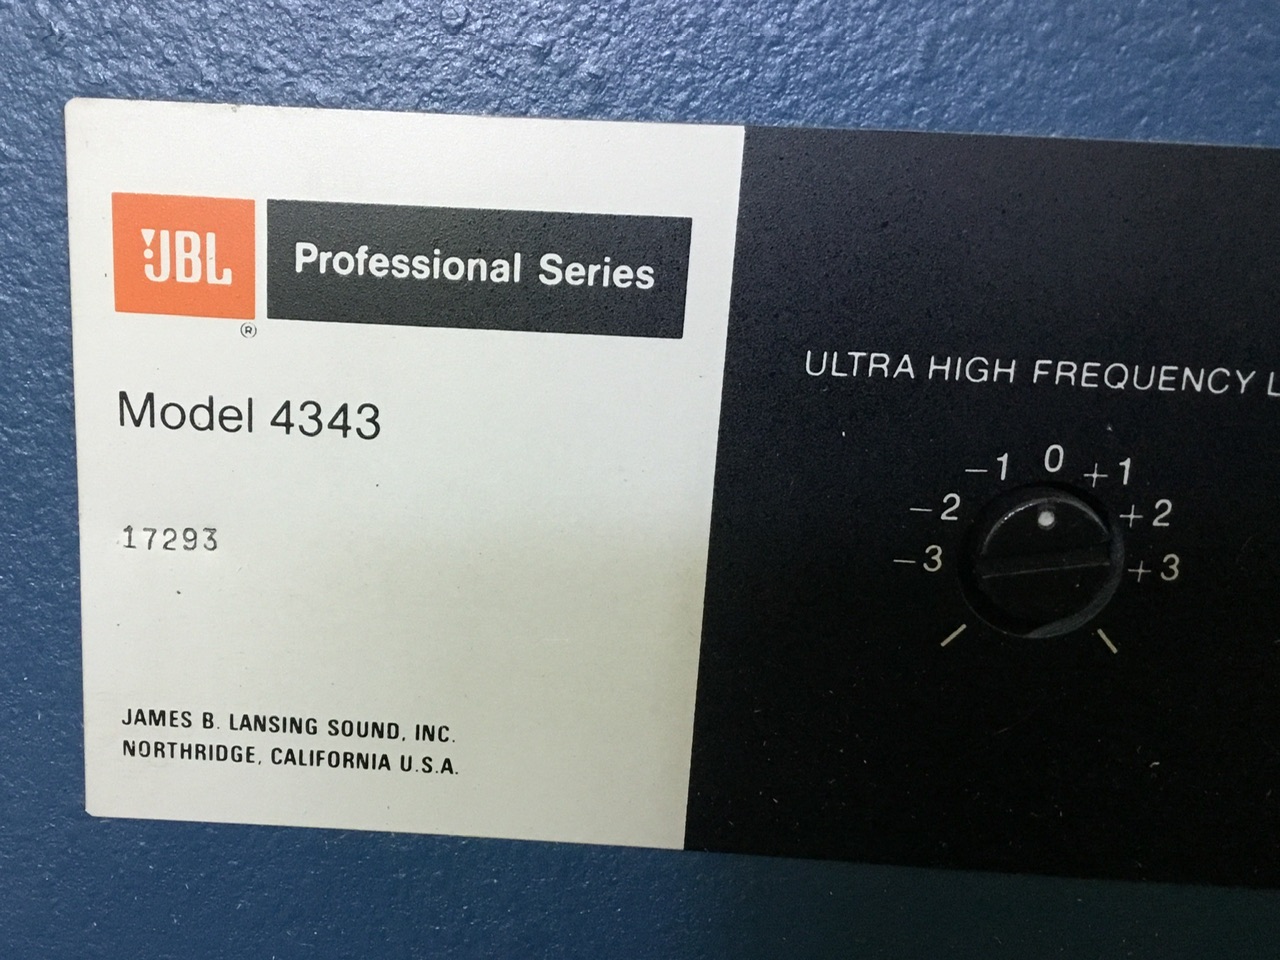 JBL
Professional Series
®
Model 4343
17293
JAMES B. LANSING SOUND, INC.
NORTHRIDGE, CALIFORNIA U.S.A.
ULTRA HIGH FREQUENCY L
-3 -2 -1 0 +1 +2 +3